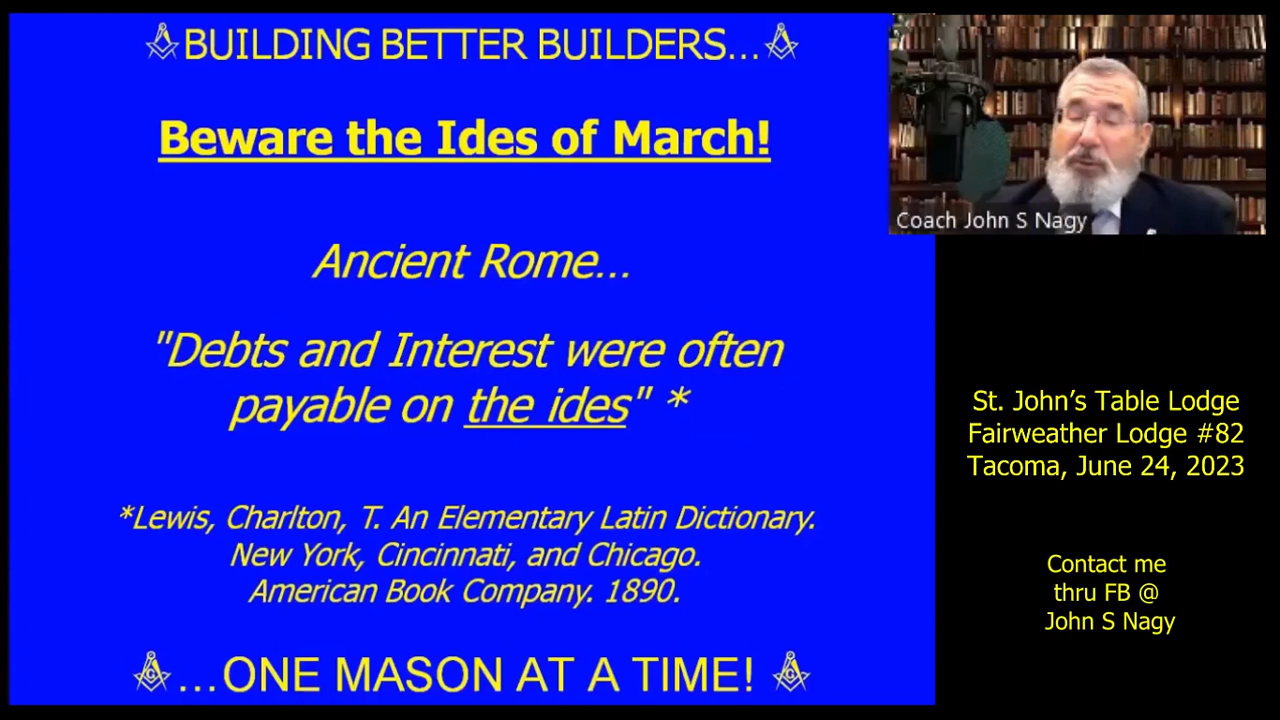 BUILDING BETTER BUILDERS...
Beware the Ides of March!
Ancient Rome...
"Debts and Interest were often
payable on the ides" *
*Lewis, Charlton, T. An Elementary Latin Dictionary.
New York, Cincinnati, and Chicago.
American Book Company. 1890.
...ONE MASON AT A TIME!
Coach John S Nagy
St. John’s Table Lodge
Fairweather Lodge #82
Tacoma, June 24, 2023
Contact me
thru FB @
John S Nagy